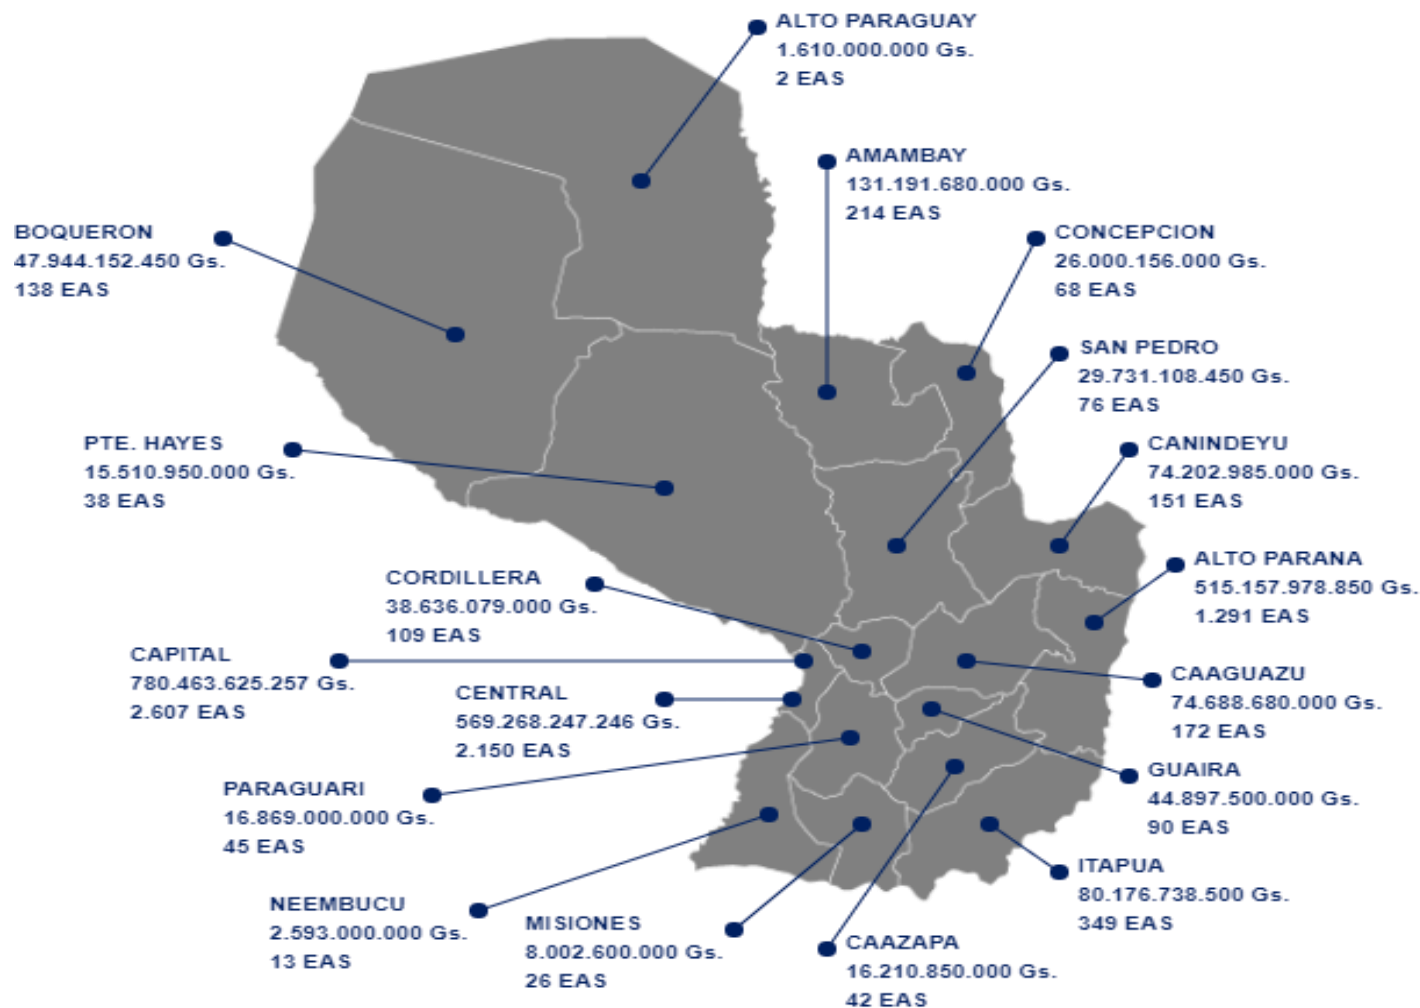 ALTO PARAGUAY
1.610.000.000 Gs.
2 EAS
AMAMBAY
131.191.680.000 Gs.
214 EAS
BOQUERON
47.944.152.450 Gs.
138 EAS
CONCEPCION
26.000.156.000 Gs.
68 EAS
SAN PEDRO
29.731.108.450 Gs.
76 EAS
PTE. HAYES
15.510.950.000 Gs.
38 EAS
CANINDEYU
74.202.985.000 Gs.
151 EAS
ALTO PARANA
515.157.978.850 Gs.
1.291 EAS
CORDILLERA
38.636.079.000 Gs.
109 EAS
CAPITAL
780.463.625.257 Gs.
2.607 EAS
CENTRAL
569.268.247.246 Gs.
2.150 EAS
CAAGUAZU
74.688.680.000 Gs.
172 EAS
GUAIRA
44.897.500.000 Gs.
90 EAS
PARAGUARI
16.869.000.000 Gs.
45 EAS
ITAPUA
80.176.738.500 Gs.
349 EAS
NEEMBUCU
2.593.000.000 Gs.
13 EAS
MISIONES
8.002.600.000 Gs.
26 EAS
CAAZAPA
16.210.850.000 Gs.
42 EAS